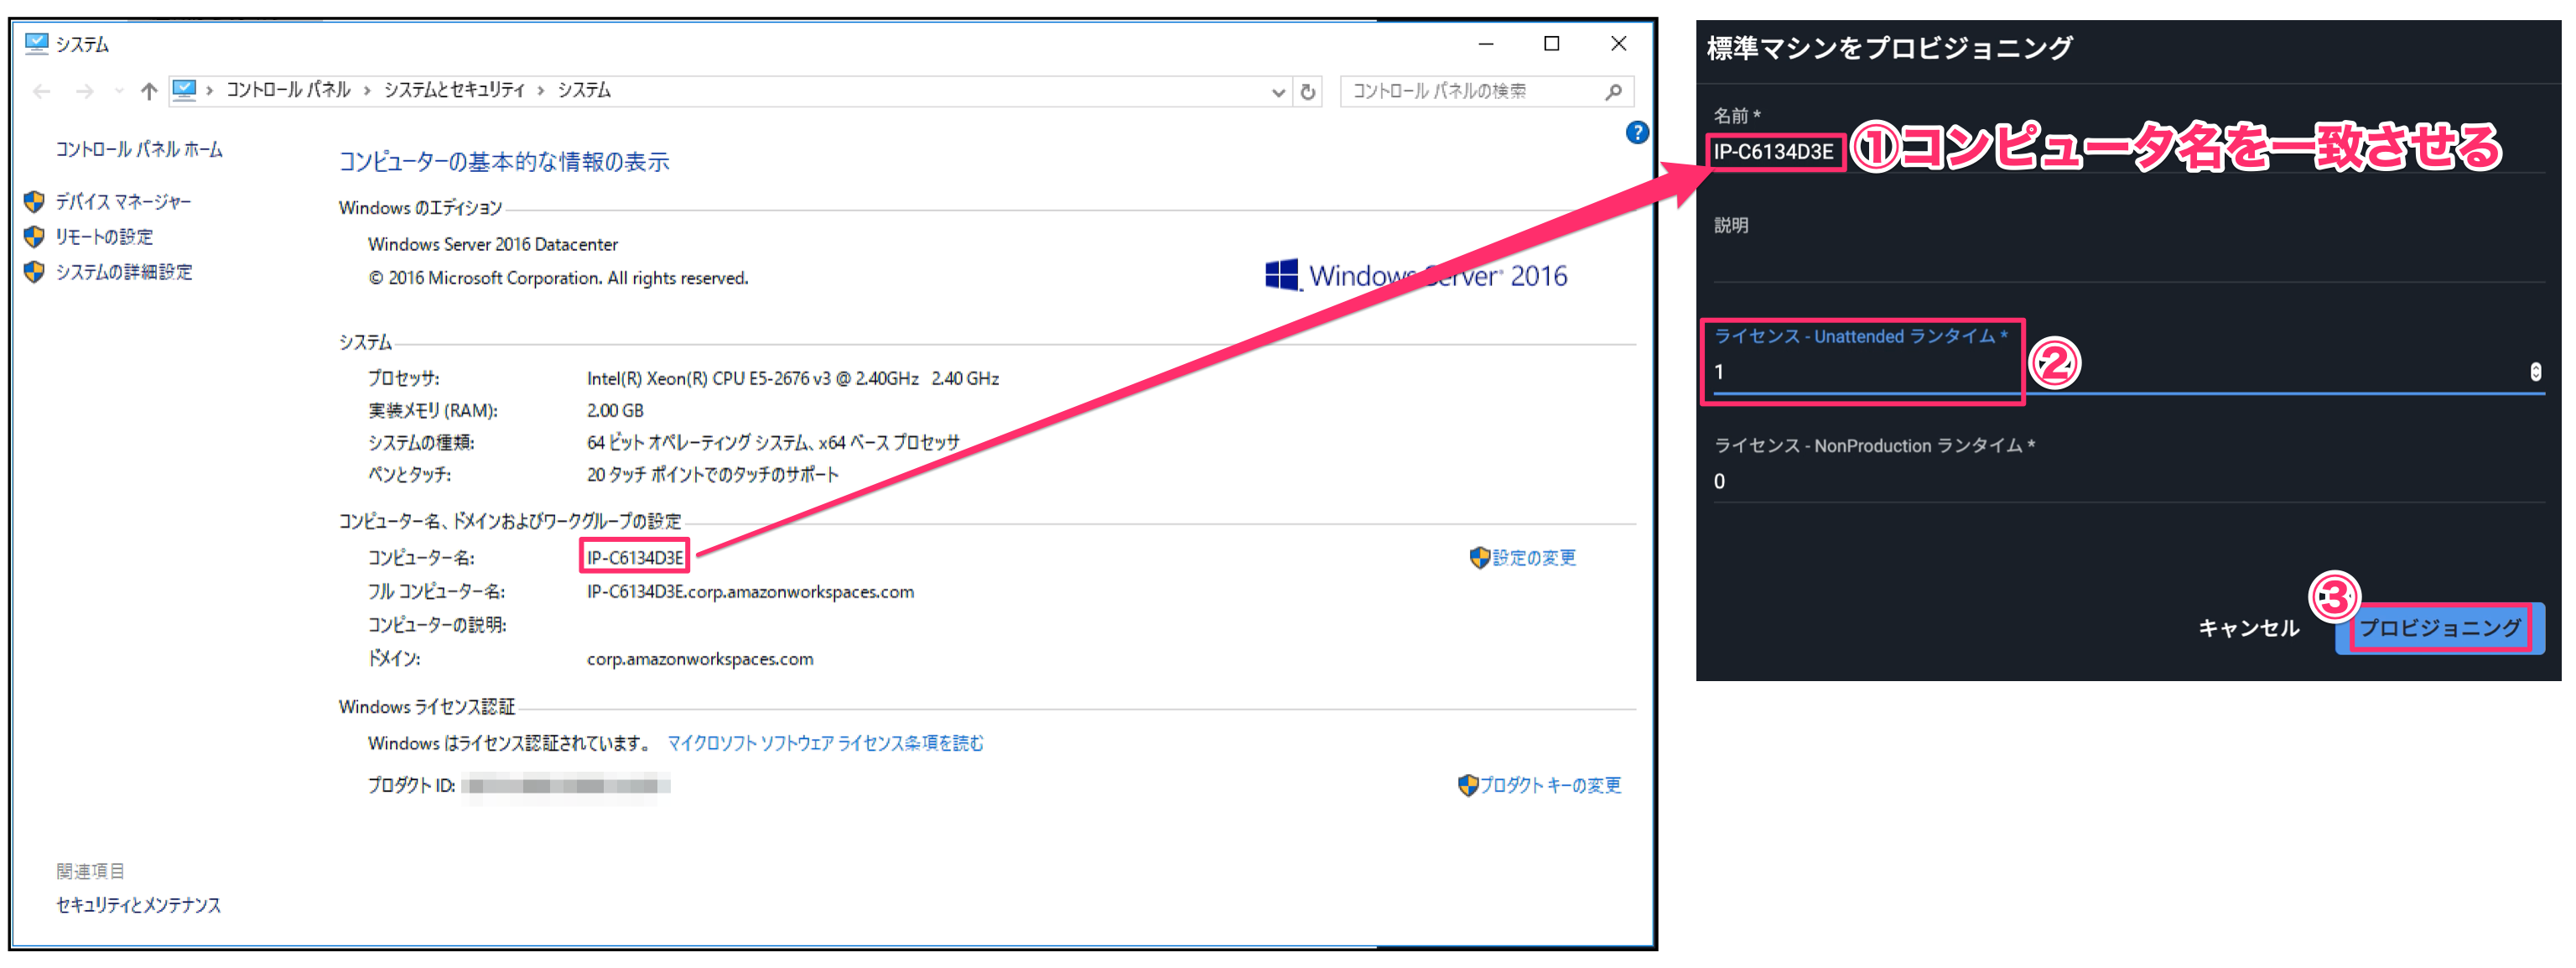 システム
コントロール パネル › システムとセキュリティ › システム
コントロール パネルの検索
コントロール パネル ホーム
デバイス マネージャー
リモートの設定
システムの詳細設定
コンピューターの基本的な情報の表示
Windows のエディション
Windows Server 2016 Datacenter
© 2016 Microsoft Corporation. All rights reserved.
Windows Server 2016
システム
プロセッサ: Intel(R) Xeon(R) CPU E5-2676 v3 @ 2.40GHz 2.40 GHz
実装メモリ (RAM): 2.00 GB
システムの種類: 64 ビット オペレーティング システム、x64 ベース プロセッサ
ペンとタッチ: 20 タッチ ポイントでのタッチのサポート
コンピューター名、ドメインおよびワークグループの設定
コンピューター名: IP-C6134D3E
設定の変更
フル コンピューター名: IP-C6134D3E.corp.amazonworkspaces.com
コンピューターの説明:
ドメイン: corp.amazonworkspaces.com
Windows ライセンス認証
Windows はライセンス認証されています。 マイクロソフト ソフトウェア ライセンス条項を読む
プロダクト ID:
プロダクト キーの変更
関連項目
セキュリティとメンテナンス
標準マシンをプロビジョニング
名前 *
IP-C6134D3E
①コンピュータ名を一致させる
説明
ライセンス - Unattended ランタイム *
1
②
ライセンス - NonProduction ランタイム *
0
キャンセル
③
プロビジョニング